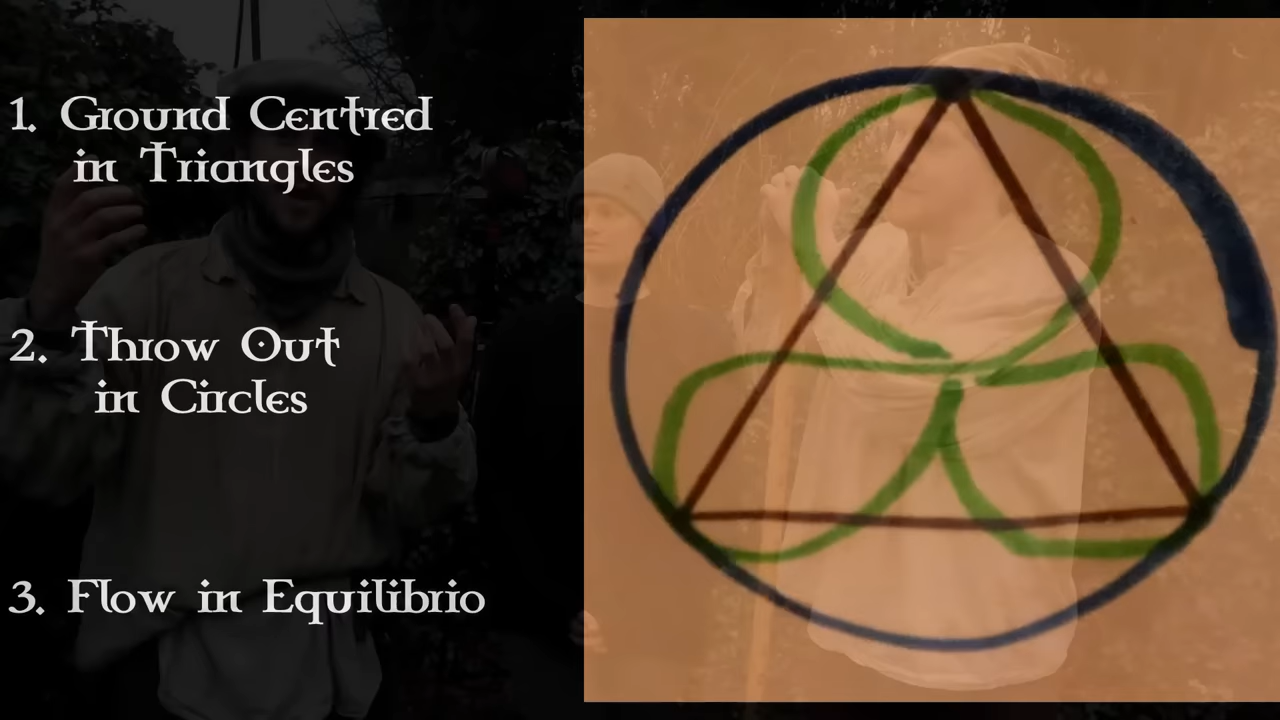 1. Ground Centred
in Triangles
2. Throw Out
in Circles
3. Flow in Equilibrio